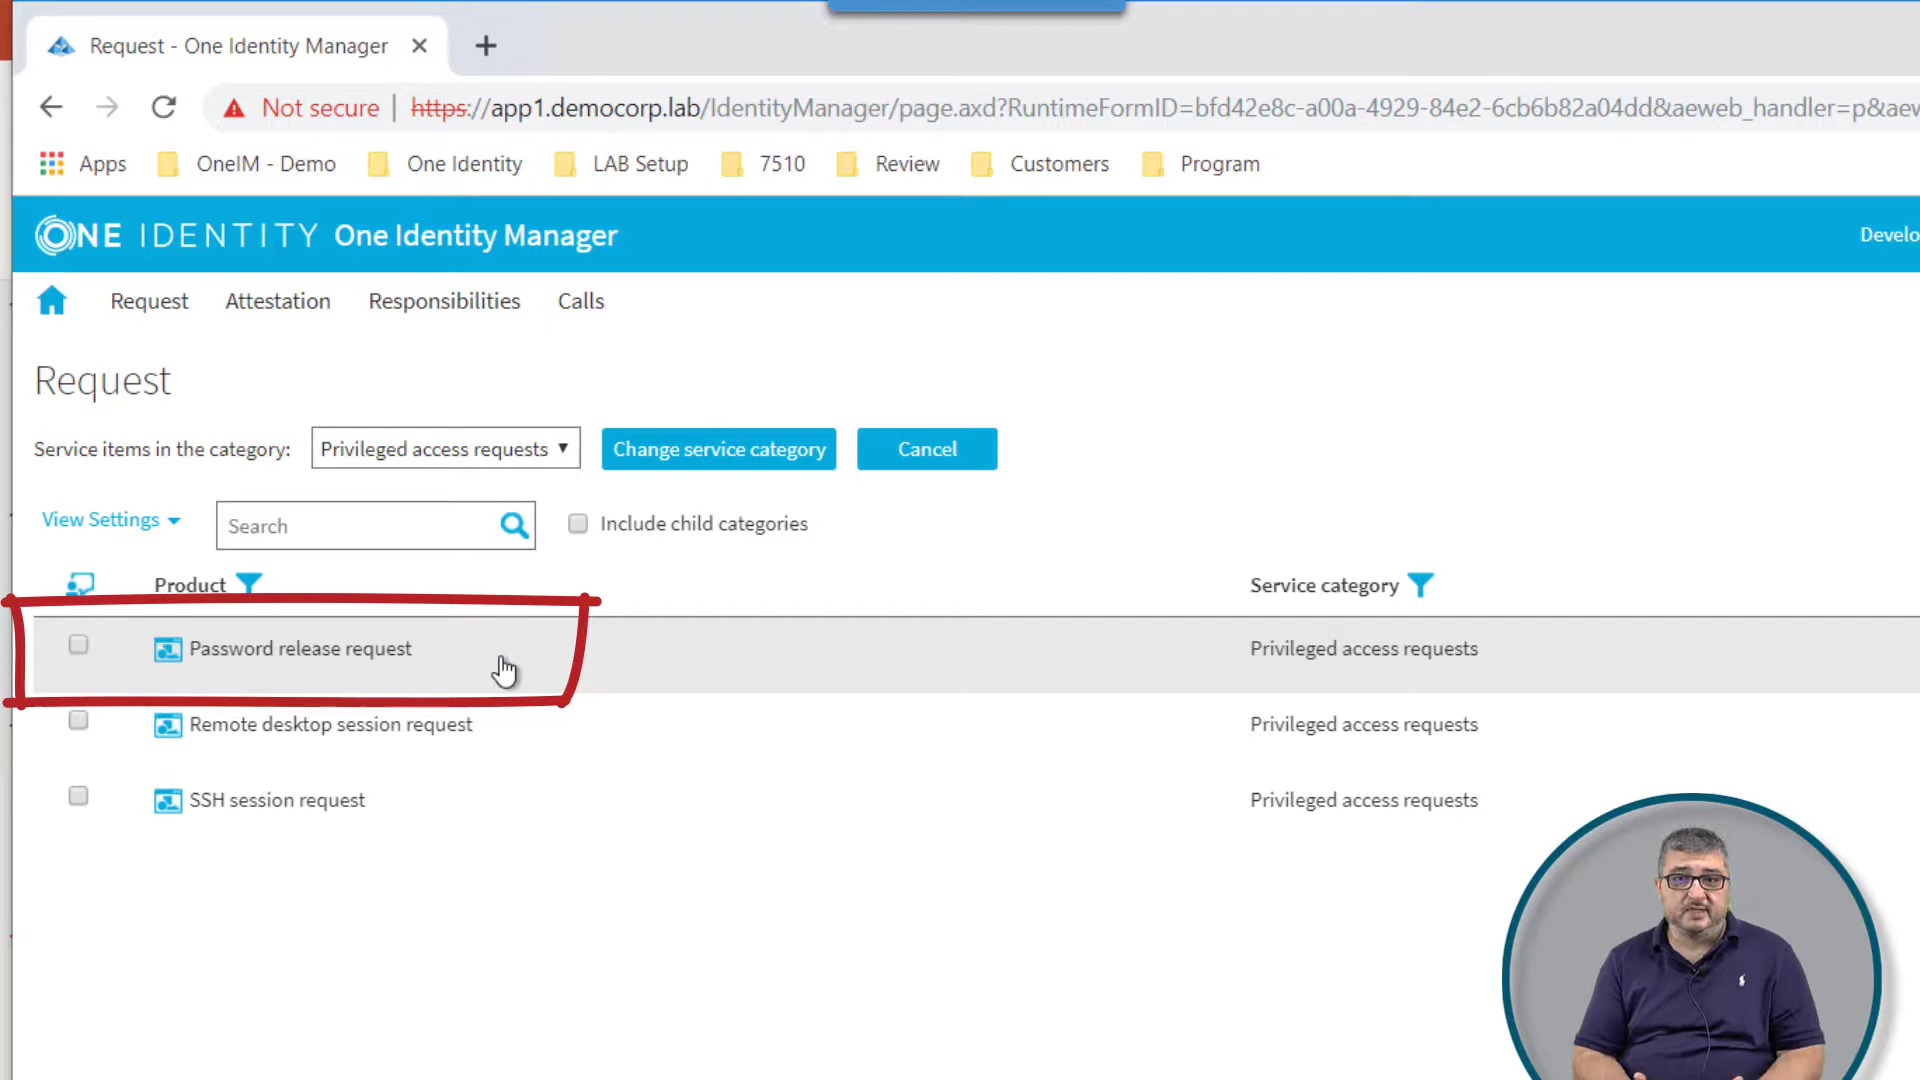 Request - One Identity Manager
Not secure | https://app1.democorp.lab/IdentityManager/page.axd?RuntimeFormID=bfd42e8c-a00a-4929-84e2-6cb6b82a04dd&aeweb_handler=p&aew
Apps OneIM - Demo One Identity LAB Setup 7510 Review Customers Program
ONE IDENTITY One Identity Manager Develo
Request Attestation Responsibilities Calls
Request
Service items in the category: Privileged access requests Change service category Cancel
View Settings Search Include child categories
Product Service category
Password release request Privileged access requests
Remote desktop session request Privileged access requests
SSH session request Privileged access requests